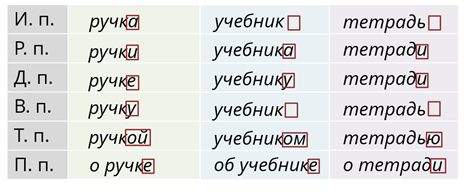 И. п. ручка учебник тетрадь
Р. п. ручки учебника тетради
Д. п. ручке учебнику тетради
В. п. ручку учебник тетрадь
Т. п. ручкой учебником тетрадью
П. п. о ручке об учебнике о тетради